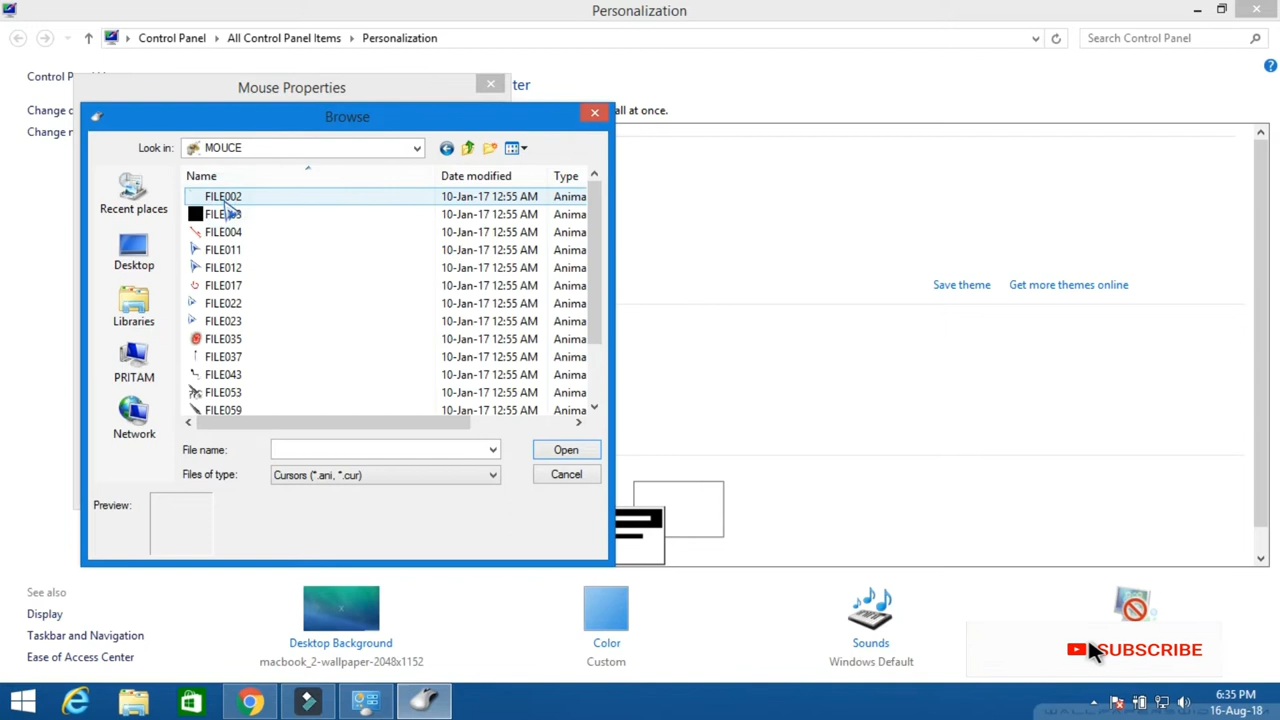 Personalization
Control Panel
All Control Panel Items
Personalization
Search Control Panel
Control P
Mouse Properties
ter
Change
all at once.
Change
Browse
Look in:
MOUCE
Name
Date modified
Type
Recent places
Desktop
Libraries
PRITAM
Network
FILE002
10-Jan-17 12:55 AM
Anima
10-Jan-17 12:55 AM
Anima
FILE004
10-Jan-17 12:55 AM
Anima
FILE011
10-Jan-17 12:55 AM
Anima
FILE012
10-Jan-17 12:55 AM
Anima
FILE017
10-Jan-17 12:55 AM
Anima
FILE022
10-Jan-17 12:55 AM
Anima
FILE023
10-Jan-17 12:55 AM
Anima
FILE035
10-Jan-17 12:55 AM
Anima
FILE037
10-Jan-17 12:55 AM
Anima
FILE043
10-Jan-17 12:55 AM
Anima
FILE053
10-Jan-17 12:55 AM
Anima
FILE059
10-Jan-17 12:55 AM
Anima
File name:
Open
Files of type:
Cursors (*.ani, *.cur)
Cancel
Preview:
Save theme
Get more themes online
See also
Display
Taskbar and Navigation
Ease of Access Center
Desktop Background
macbook_2-wallpaper-2048x1152
Color
Custom
Sounds
Windows Default
SUBSCRIBE
6:35 PM
16-Aug-18